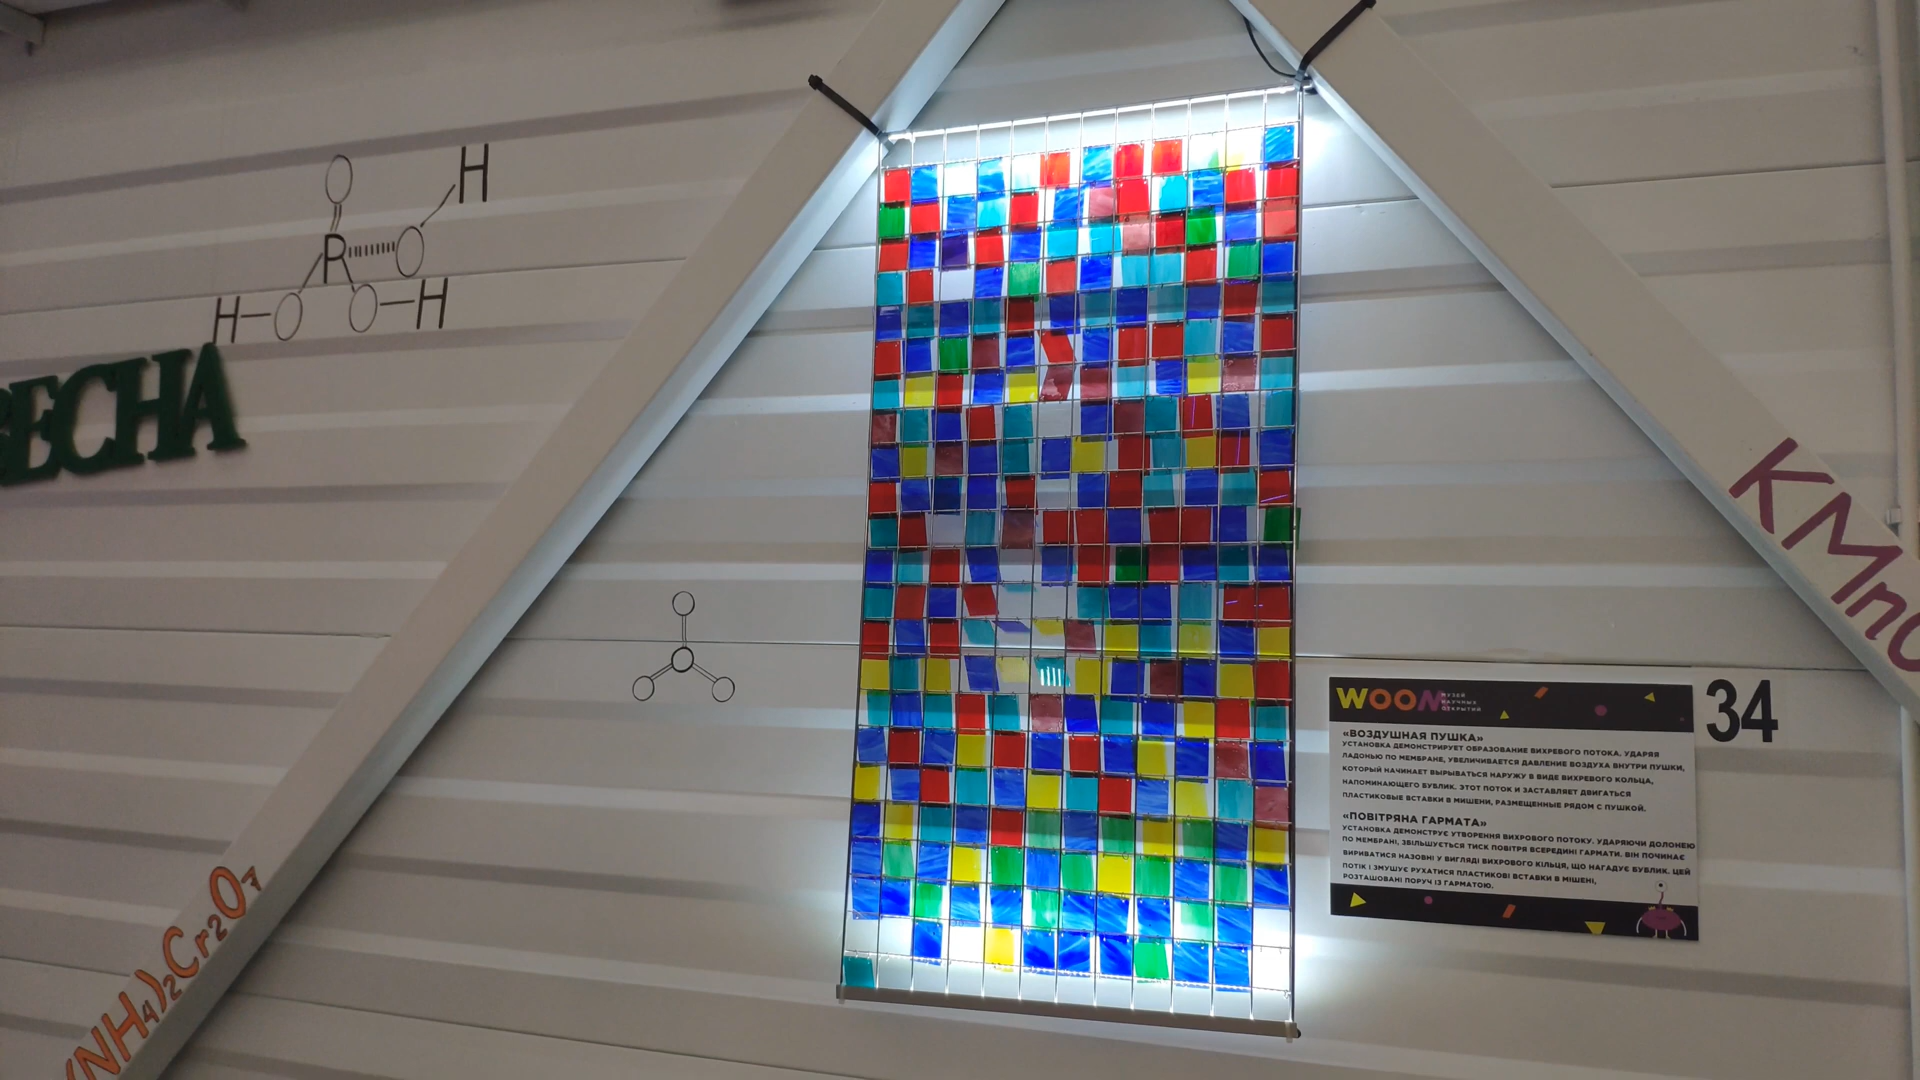 O
H
P
O
H
O
O
H
ВЕСНА
KMnO
WOOM МУЗЕЙ
НАУЧНЫХ
ОТКРЫТИЙ
34
«ВОЗДУШНАЯ ПУШКА»
УСТАНОВКА ДЕМОНСТРИРУЕТ ОБРАЗОВАНИЕ ВИХРЕВОГО ПОТОКА. УДАРЯЯ
ЛАДОНЬЮ ПО МЕМБРАНЕ, УВЕЛИЧИВАЕТСЯ ДАВЛЕНИЕ ВОЗДУХА ВНУТРИ ПУШКИ,
КОТОРЫЙ НАЧИНАЕТ ВЫРЫВАТЬСЯ НАРУЖУ В ВИДЕ ВИХРЕВОГО КОЛЬЦА,
НАПОМИНАЮЩЕГО БУБЛИК. ЭТОТ ПОТОК И ЗАСТАВЛЯЕТ ДВИГАТЬСЯ
ПЛАСТИКОВЫЕ ВСТАВКИ В МИШЕНИ, РАЗМЕЩЕННЫЕ РЯДОМ С ПУШКОЙ.
«ПОВІТРЯНА ГАРМАТА»
УСТАНОВКА ДЕМОНСТРУЄ УТВОРЕННЯ ВИХРОВОГО ПОТОКУ. УДАРЯЮЧИ ДОЛОНЕЮ
ПО МЕМБРАНІ, ЗБІЛЬШУЄТЬСЯ ТИСК ПОВІТРЯ ВСЕРЕДИНІ ГАРМАТИ. ВІН ПОЧИНАЄ
ВИРИВАТИСЯ НАЗОВНІ У ВИГЛЯДІ ВИХРОВОГО КІЛЬЦЯ, ЩО НАГАДУЄ БУБЛИК. ЦЕЙ
ПОТІК І ЗМУШУЄ РУХАТИСЯ ПЛАСТИКОВІ ВСТАВКИ В МІШЕНІ,
РОЗТАШОВАНІ ПОРУЧ ІЗ ГАРМАТОЮ.
(NH₄)₂Cr₂O₇